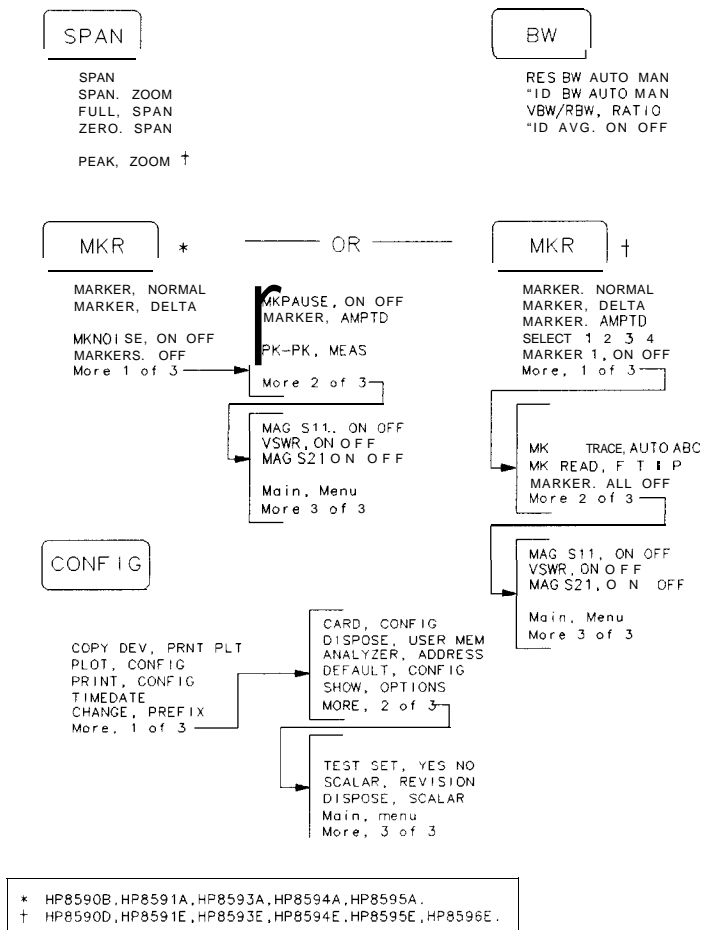 SPAN
SPAN
SPAN. ZOOM
FULL, SPAN
ZERO. SPAN
PEAK, ZOOM †
BW
RES BW AUTO MAN
"ID BW AUTO MAN
VBW/RBW, RATIO
"ID AVG. ON OFF
MKR *
MARKER, NORMAL
MARKER, DELTA
MKNOISE, ON OFF
MARKERS. OFF
More 1 of 3
OR
MKPAUSE, ON OFF
MARKER, AMPTD
PK-PK, MEAS
More 2 of 3
MAG S11.. ON OFF
VSWR, ON OFF
MAG S21 ON OFF
Main, Menu
More 3 of 3
MKR †
MARKER. NORMAL
MARKER, DELTA
MARKER. AMPTD
SELECT 1 2 3 4
MARKER 1, ON OFF
More, 1 of 3
MK TRACE, AUTO ABC
MK READ, F T I P
MARKER. ALL OFF
More 2 of 3
MAG S11, ON OFF
VSWR, ON OFF
MAG S21, O N OFF
Main, Menu
More 3 of 3
CONFIG
COPY DEV, PRNT PLT
PLOT, CONFIG
PRINT, CONFIG
TIMEDATE
CHANGE, PREFIX
More, 1 of 3
CARD, CONFIG
DISPOSE, USER MEM
ANALYZER, ADDRESS
DEFAULT, CONFIG
SHOW, OPTIONS
MORE, 2 of 3
TEST SET, YES NO
SCALAR, REVISION
DISPOSE, SCALAR
Main, menu
More, 3 of 3
* HP8590B,HP8591A,HP8593A,HP8594A,HP8595A.
† HP8590D,HP8591E,HP8593E,HP8594E,HP8595E,HP8596E.